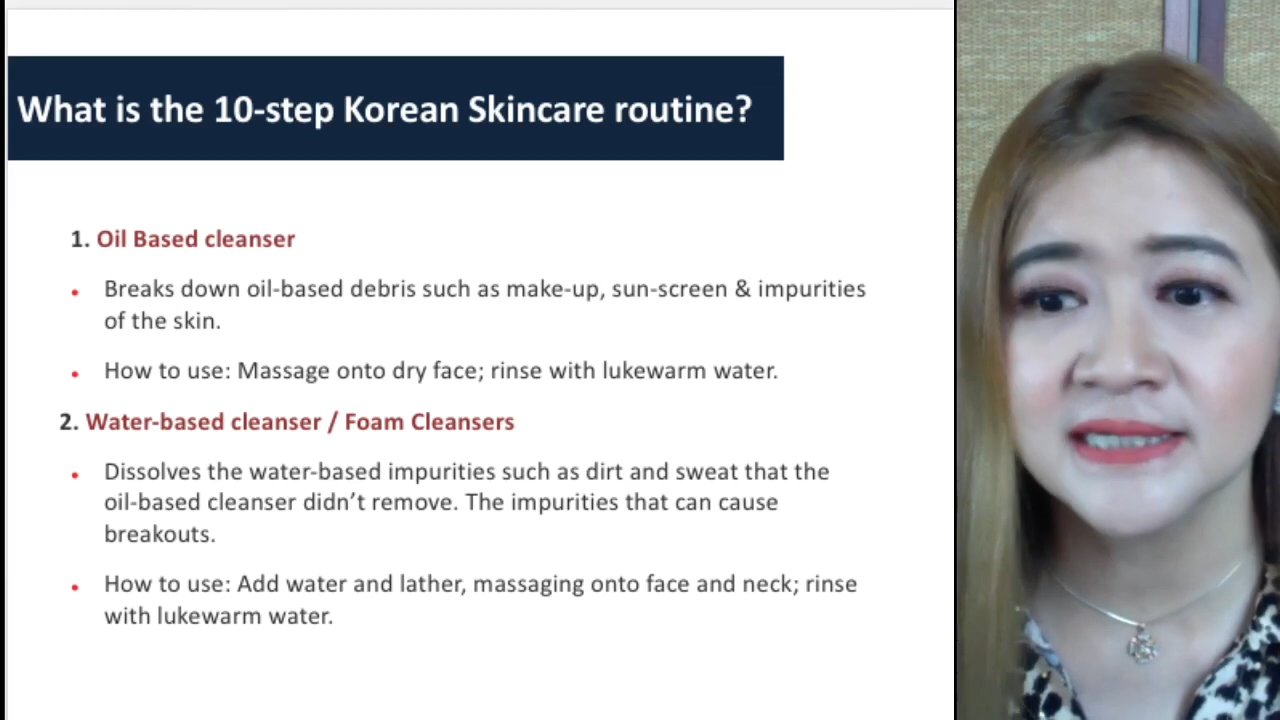 What is the 10-step Korean Skincare routine?
1. Oil Based cleanser
• Breaks down oil-based debris such as make-up, sun-screen & impurities
of the skin.
• How to use: Massage onto dry face; rinse with lukewarm water.
2. Water-based cleanser / Foam Cleansers
• Dissolves the water-based impurities such as dirt and sweat that the
oil-based cleanser didn’t remove. The impurities that can cause
breakouts.
• How to use: Add water and lather, massaging onto face and neck; rinse
with lukewarm water.